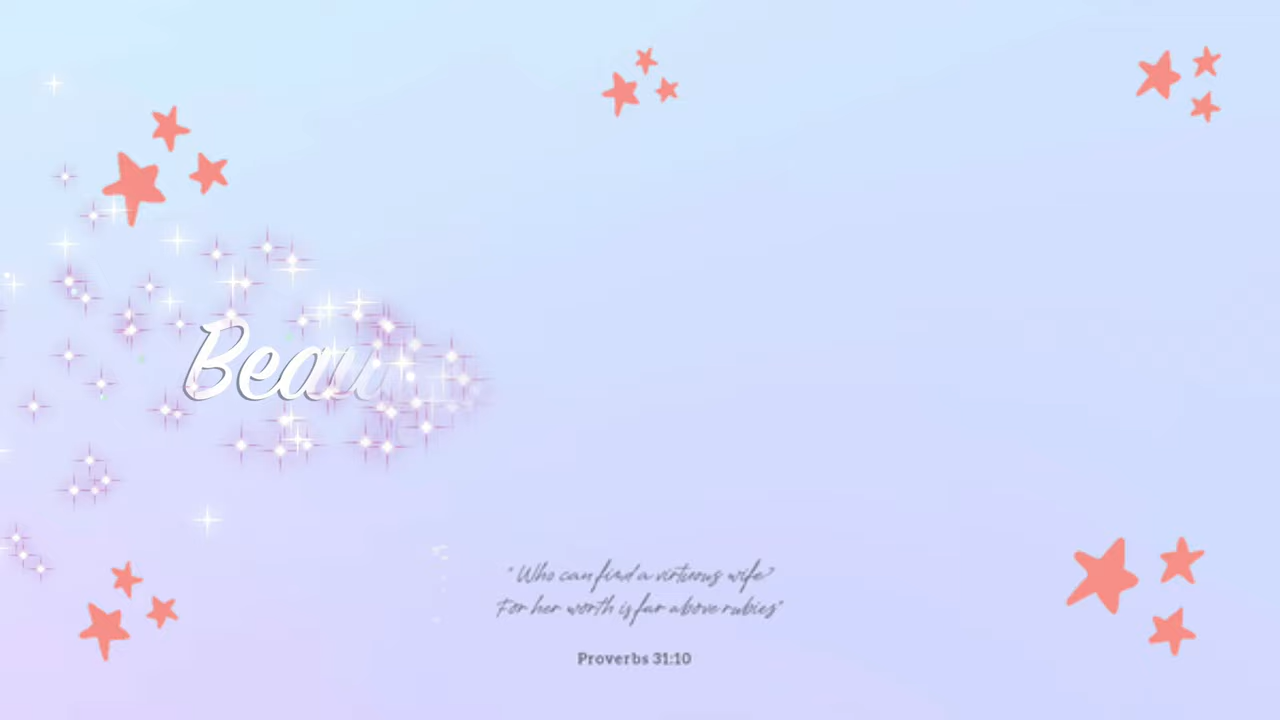 Beau
" Who can find a virtuous wife?
For her worth is far above rubies"
Proverbs 31:10